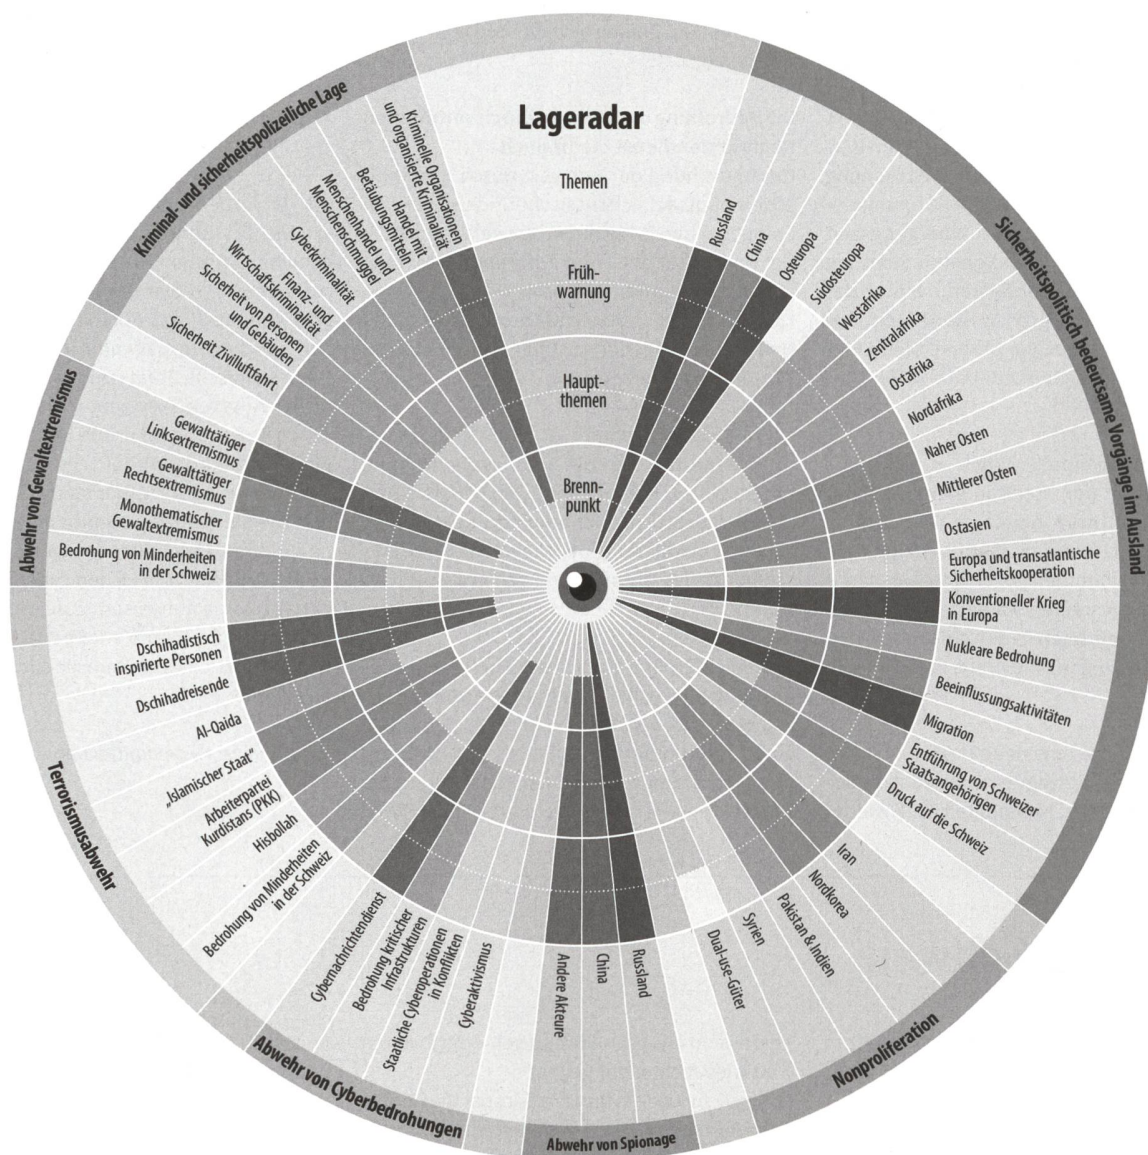 Lageradar
Themen
Früh-
warnung
Haupt-
themen
Brenn-
punkt
Sicherheitspolitisch bedeutsame Vorgänge im Ausland
Russland
China
Osteuropa
Südosteuropa
Westafrika
Zentralafrika
Ostafrika
Nordafrika
Naher Osten
Mittlerer Osten
Ostasien
Europa und transatlantische
Sicherheitskooperation
Konventioneller Krieg
in Europa
Nukleare Bedrohung
Beeinflussungsaktivitäten
Migration
Entführung von Schweizer
Staatsangehörigen
Druck auf die Schweiz
Nonproliferation
Iran
Nordkorea
Pakistan & Indien
Syrien
Dual-use-Güter
Abwehr von Spionage
Russland
China
Andere Akteure
Abwehr von Cyberbedrohungen
Cyberaktivismus
Staatliche Cyberoperationen
in Konflikten
Bedrohung kritischer
Infrastrukturen
Cybernachrichtendienst
Terrorismusabwehr
Bedrohung von Minderheiten
in der Schweiz
Hisbollah
Arbeiterpartei
Kurdistans (PKK)
„Islamischer Staat“
Al-Qaida
Dschihadreisende
Dschihadistisch
inspirierte Personen
Abwehr von Gewaltextremismus
Bedrohung von Minderheiten
in der Schweiz
Monothematischer
Gewaltextremismus
Gewalttätiger
Rechtsextremismus
Gewalttätiger
Linksextremismus
Kriminal- und sicherheitspolizeiliche Lage
Sicherheit Zivilluftfahrt
Sicherheit von Personen
und Gebäuden
Finanz- und
Wirtschaftskriminalität
Cyberkriminalität
Menschenhandel und
Menschenschmuggel
Handel mit
Betäubungsmitteln
Kriminelle Organisationen
und organisierte Kriminalität